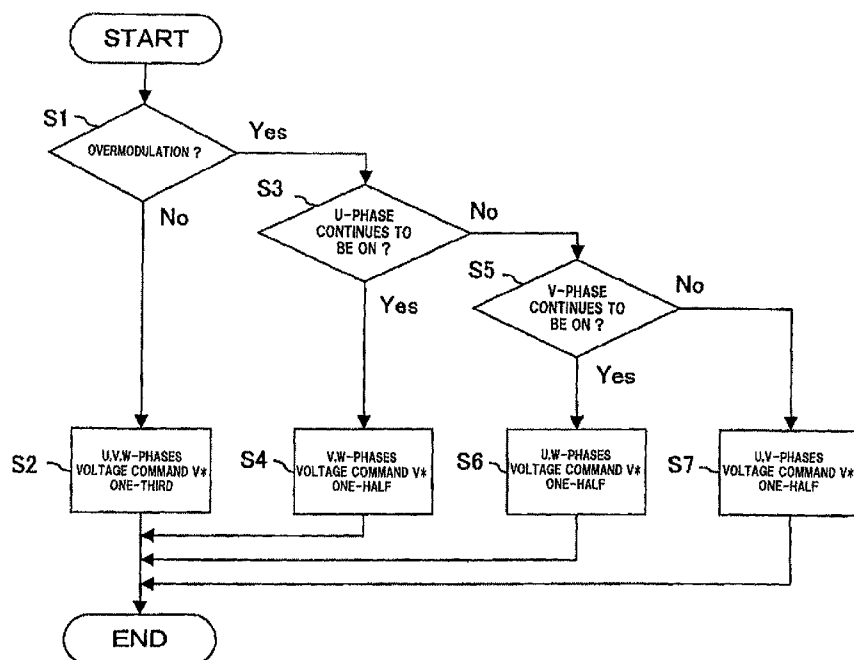 START
S1
OVERMODULATION ?
Yes
No
S3
U-PHASE
CONTINUES TO
BE ON ?
No
Yes
S5
V-PHASE
CONTINUES TO
BE ON ?
No
Yes
S2
U.V.W-PHASES
VOLTAGE COMMAND V*
ONE-THIRD
S4
V.W-PHASES
VOLTAGE COMMAND V*
ONE-HALF
S6
U.W-PHASES
VOLTAGE COMMAND V*
ONE-HALF
S7
U.V-PHASES
VOLTAGE COMMAND V*
ONE-HALF
END